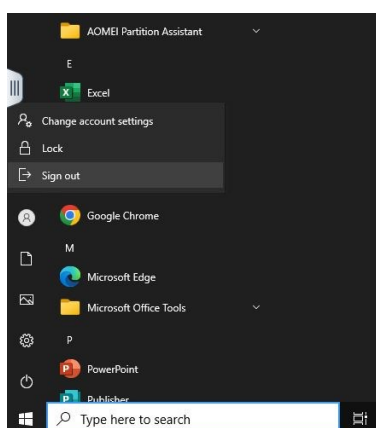 AOMEI Partition Assistant
E
Excel
Change account settings
Lock
Sign out
Google Chrome
M
Microsoft Edge
Microsoft Office Tools
P
PowerPoint
Publisher
Type here to search